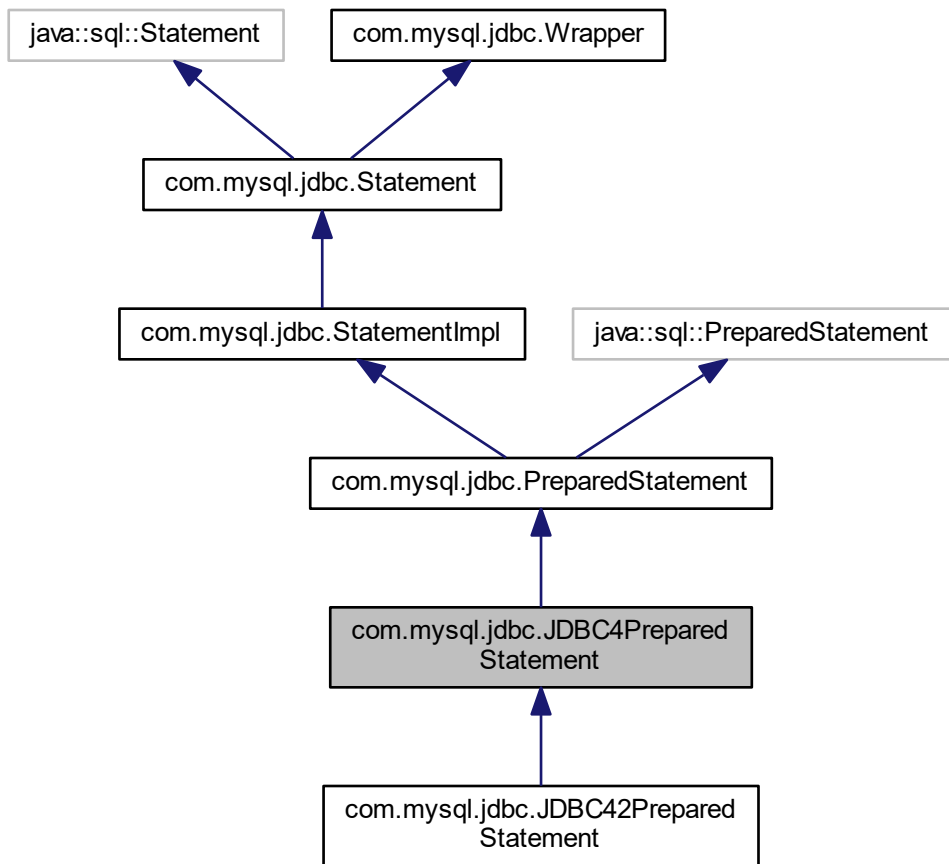 java::sql::Statement
com.mysql.jdbc.Wrapper
com.mysql.jdbc.Statement
com.mysql.jdbc.StatementImpl
java::sql::PreparedStatement
com.mysql.jdbc.PreparedStatement
com.mysql.jdbc.JDBC4Prepared
Statement
com.mysql.jdbc.JDBC42Prepared
Statement